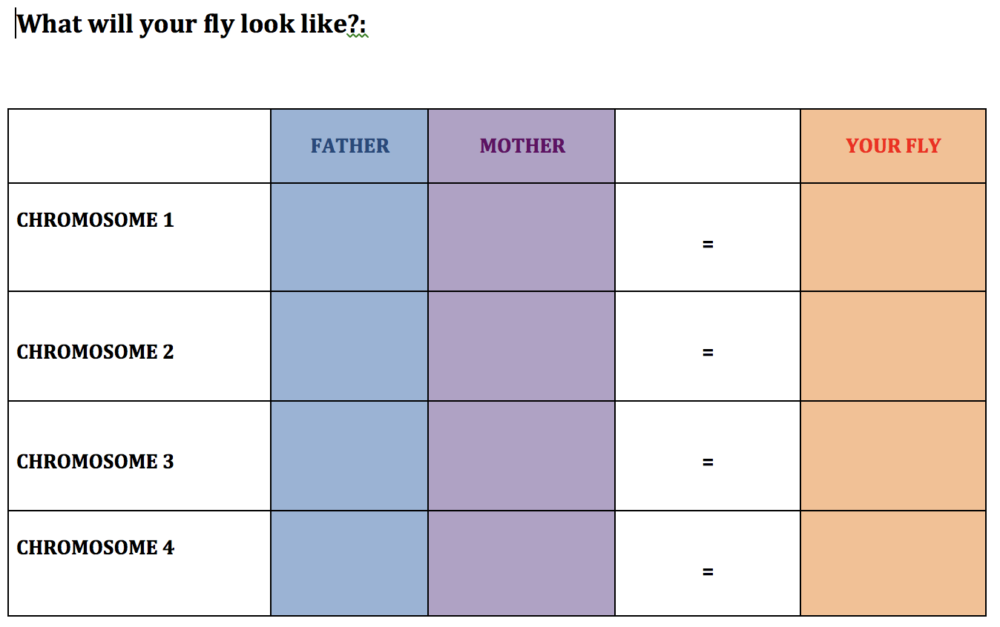 What will your fly look like?:
FATHER MOTHER YOUR FLY
CHROMOSOME 1 =
CHROMOSOME 2 =
CHROMOSOME 3 =
CHROMOSOME 4 =